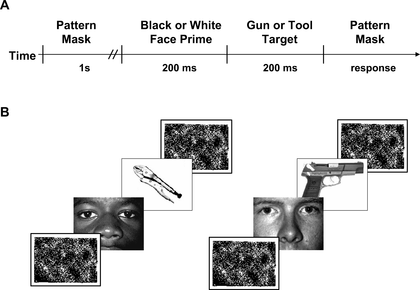 A
Pattern Mask
Black or White Face Prime
Gun or Tool Target
Pattern Mask
Time
1s
200 ms
200 ms
response
B